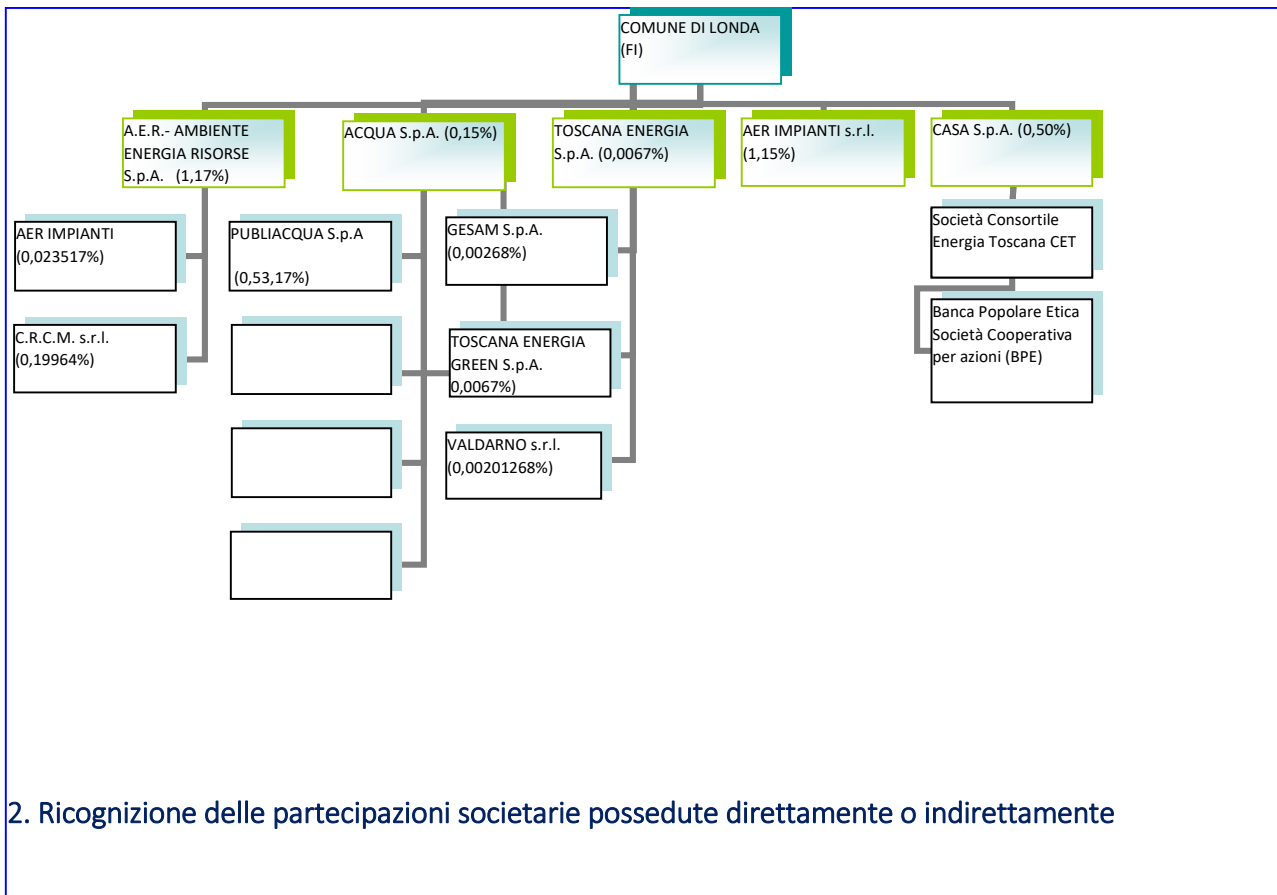 COMUNE DI LONDA
(FI)
A.E.R.- AMBIENTE
ENERGIA RISORSE
S.p.A. (1,17%)
ACQUA S.p.A. (0,15%)
TOSCANA ENERGIA
S.p.A. (0,0067%)
AER IMPIANTI s.r.l.
(1,15%)
CASA S.p.A. (0,50%)
AER IMPIANTI
(0,023517%)
PUBLIACQUA S.p.A
(0,53,17%)
GESAM S.p.A.
(0,00268%)
Società Consortile
Energia Toscana CET
C.R.C.M. s.r.l.
(0,19964%)
TOSCANA ENERGIA
GREEN S.p.A.
0,0067%)
Banca Popolare Etica
Società Cooperativa
per azioni (BPE)
VALDARNO s.r.l.
(0,00201268%)
2. Ricognizione delle partecipazioni societarie possedute direttamente o indirettamente